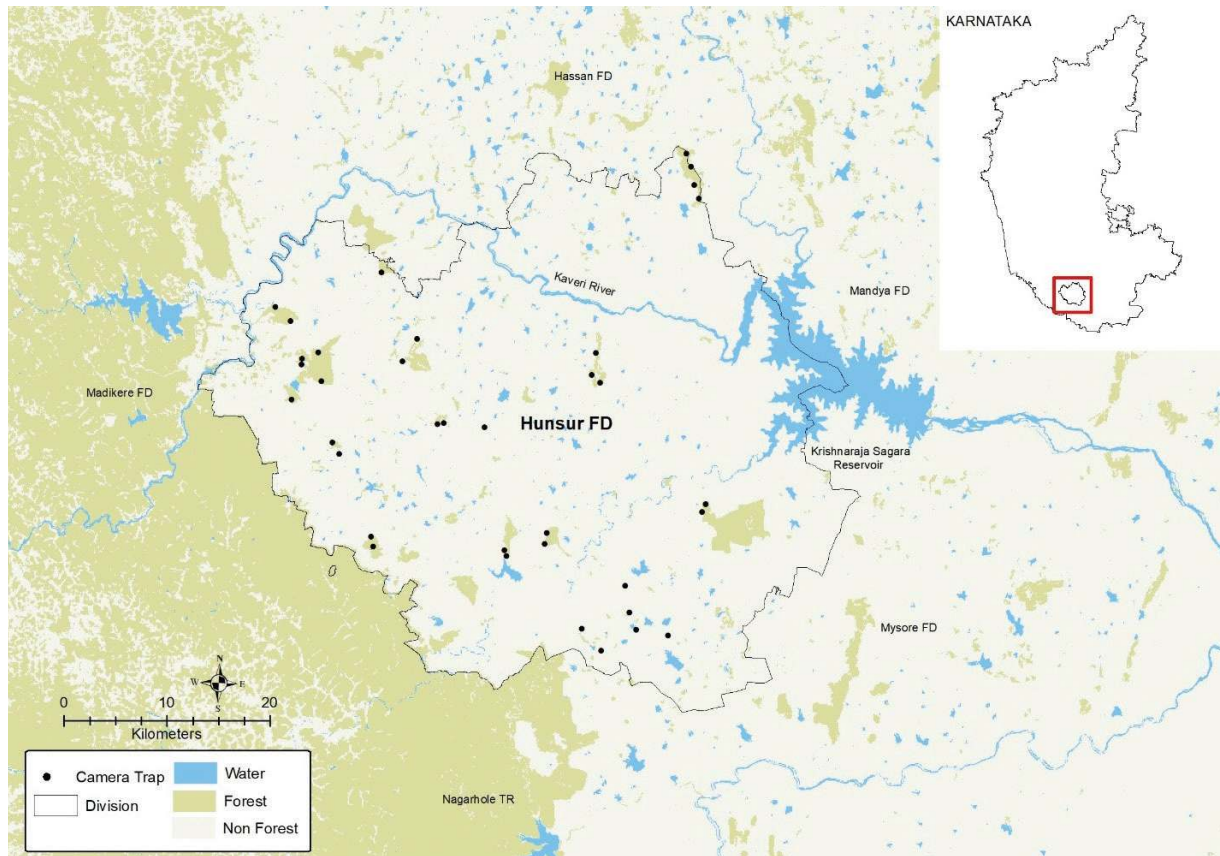 KARNATAKA
Hassan FD
Kaveri River
Mandya FD
Madikere FD
Hunsur FD
Krishnaraja Sagara
Reservoir
Mysore FD
Nagarhole TR
N
W E
S
0 10 20
Kilometers
Camera Trap
Division
Water
Forest
Non Forest